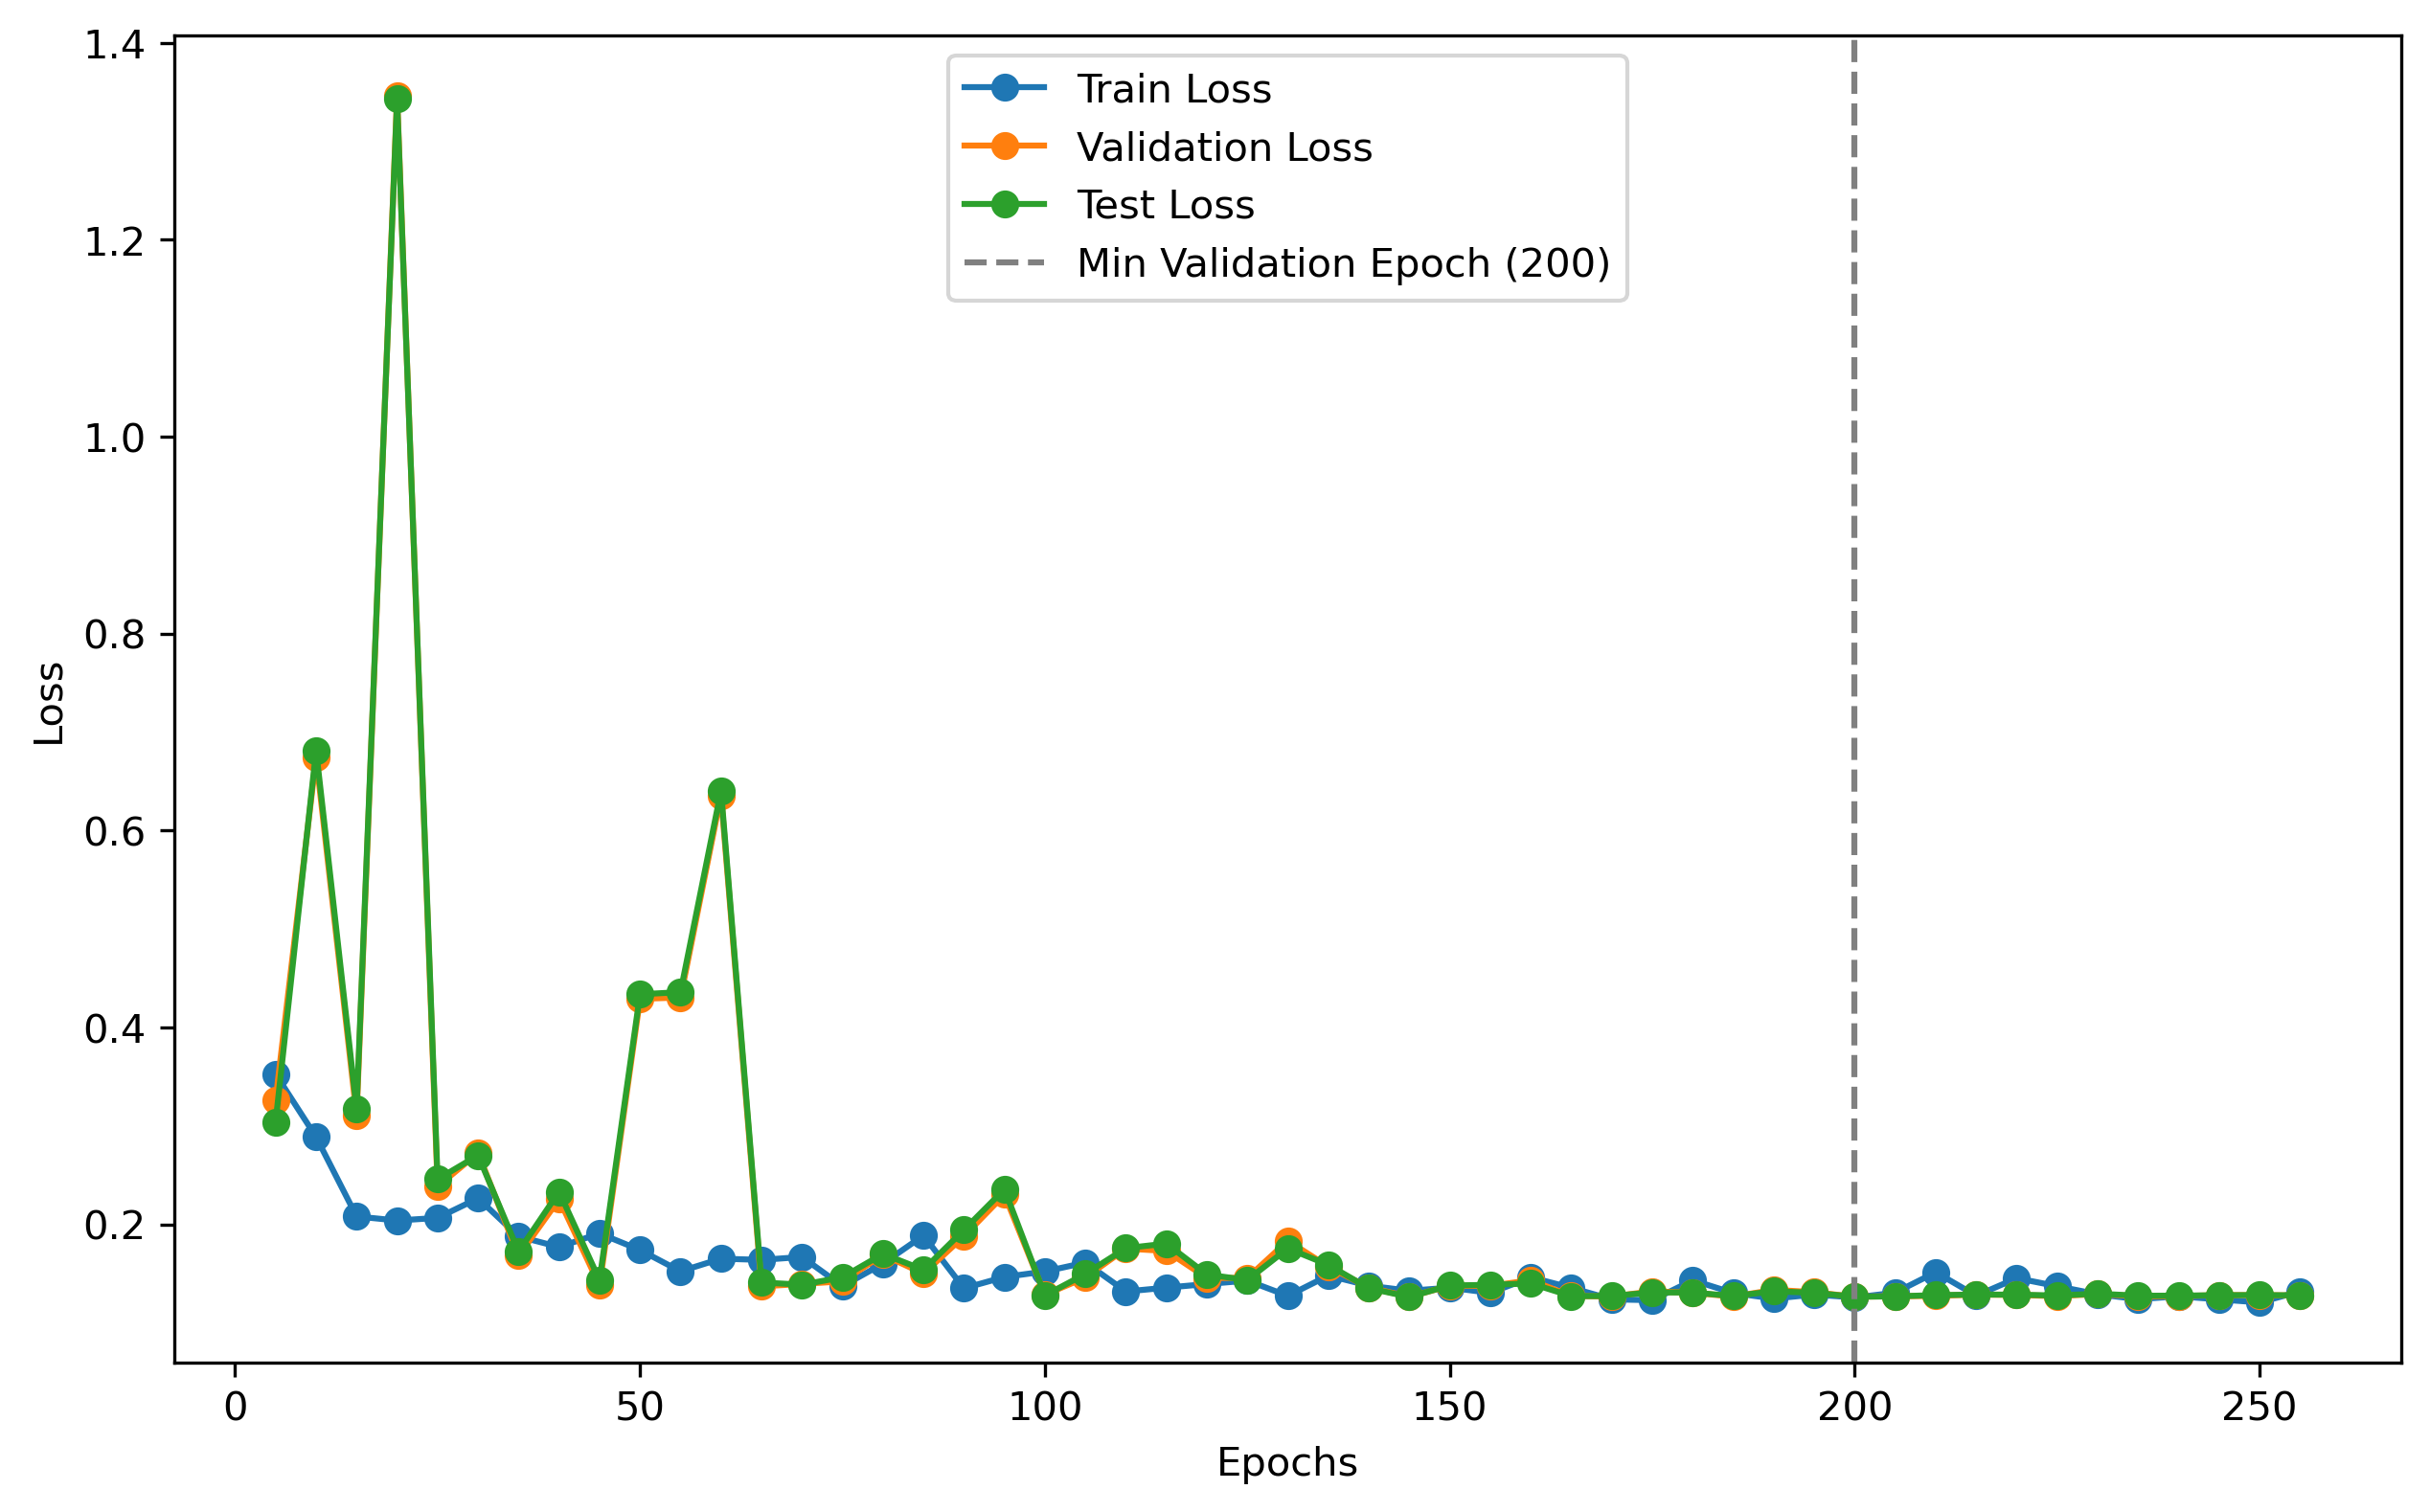 1.4
1.2
1.0
0.8
0.6
0.4
0.2
Loss
Train Loss
Validation Loss
Test Loss
Min Validation Epoch (200)
0 50 100 150 200 250
Epochs